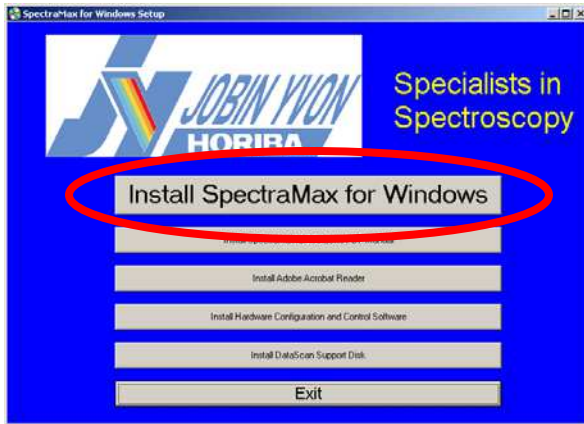 SpectraMax for Windows Setup
JOBIN YVON
HORIBA
Specialists in
Spectroscopy
Install SpectraMax for Windows
Install Adobe Acrobat Reader
Install Hardware Configuration and Control Software
Install DataScan Support Disk
Exit